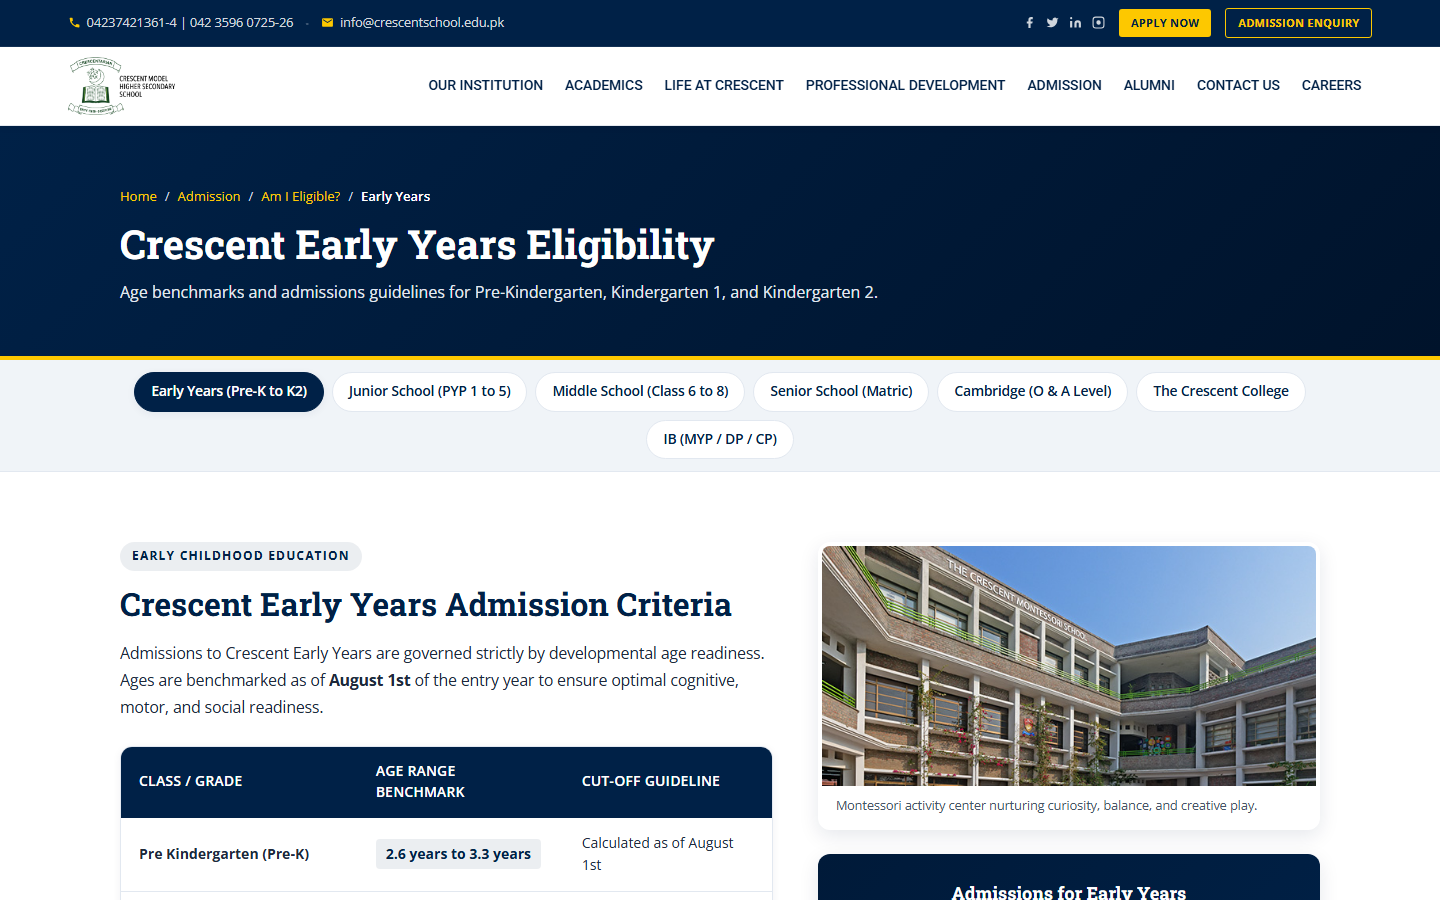 04237421361-4 | 042 3596 0725-26 - info@crescentschool.edu.pk
APPLY NOW
ADMISSION ENQUIRY
CRESCENTARIAN
CRESCENT MODEL
HIGHER SECONDARY
SCHOOL
OUR INSTITUTION
ACADEMICS
LIFE AT CRESCENT
PROFESSIONAL DEVELOPMENT
ADMISSION
ALUMNI
CONTACT US
CAREERS
Home / Admission / Am I Eligible? / Early Years
Crescent Early Years Eligibility
Age benchmarks and admissions guidelines for Pre-Kindergarten, Kindergarten 1, and Kindergarten 2.
Early Years (Pre-K to K2)
Junior School (PYP 1 to 5)
Middle School (Class 6 to 8)
Senior School (Matric)
Cambridge (O & A Level)
The Crescent College
IB (MYP / DP / CP)
EARLY CHILDHOOD EDUCATION
Crescent Early Years Admission Criteria
Admissions to Crescent Early Years are governed strictly by developmental age readiness.
Ages are benchmarked as of August 1st of the entry year to ensure optimal cognitive,
motor, and social readiness.
CLASS / GRADE
AGE RANGE
BENCHMARK
CUT-OFF GUIDELINE
Pre Kindergarten (Pre-K)
2.6 years to 3.3 years
Calculated as of August
1st
THE CRESCENT MONTESSORI SCHOOL
Montessori activity center nurturing curiosity, balance, and creative play.
Admissions for Early Years